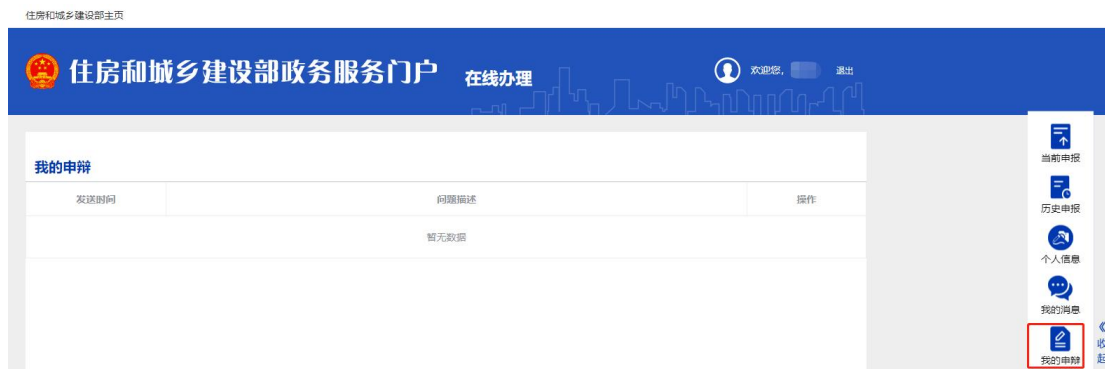 住房和城乡建设部主页
住房和城乡建设部政务服务门户 在线办理
欢迎您, 退出
我的申辩
发送时间 问题描述 操作
暂无数据
当前申报
历史申报
个人信息
我的消息
我的申辩
《
收
起